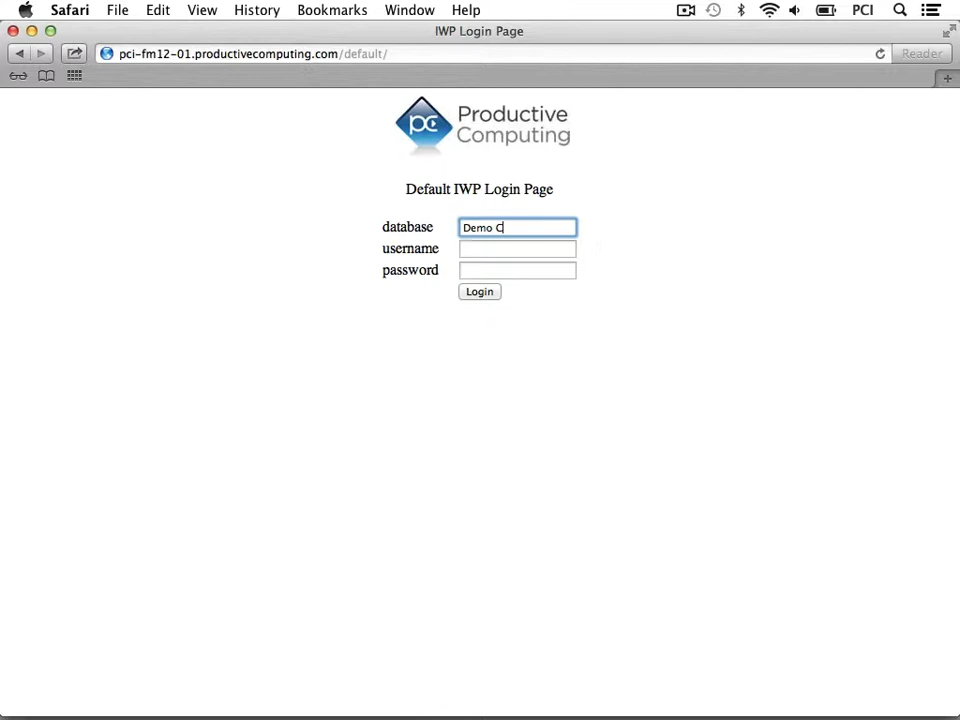 Safari File Edit View History Bookmarks Window Help PCI
IWP Login Page
pci-fm12-01.productivecomputing.com/default/ Reader
pc Productive
Computing
Default IWP Login Page
database Demo C
username
password
Login